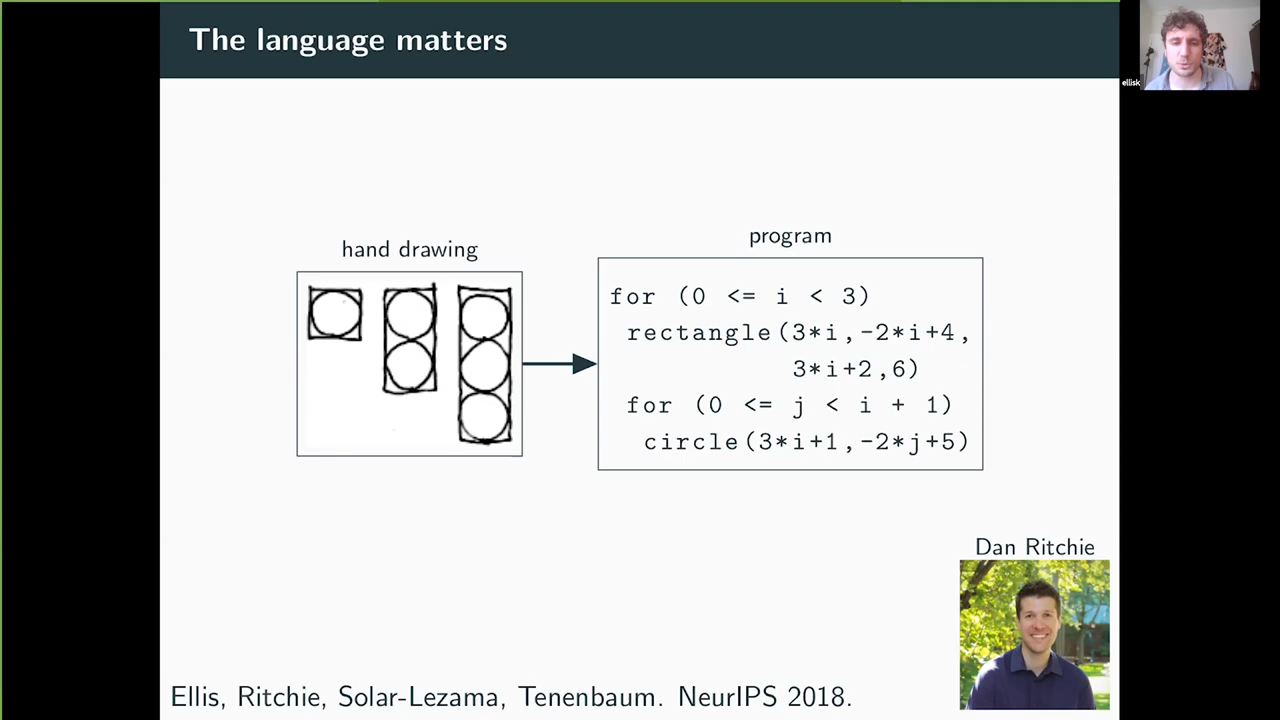 The language matters
ellisk
hand drawing
program
for (0 <= i < 3)
rectangle(3*i,-2*i+4,
3*i+2,6)
for (0 <= j < i + 1)
circle(3*i+1,-2*j+5)
Dan Ritchie
Ellis, Ritchie, Solar-Lezama, Tenenbaum. NeurIPS 2018.